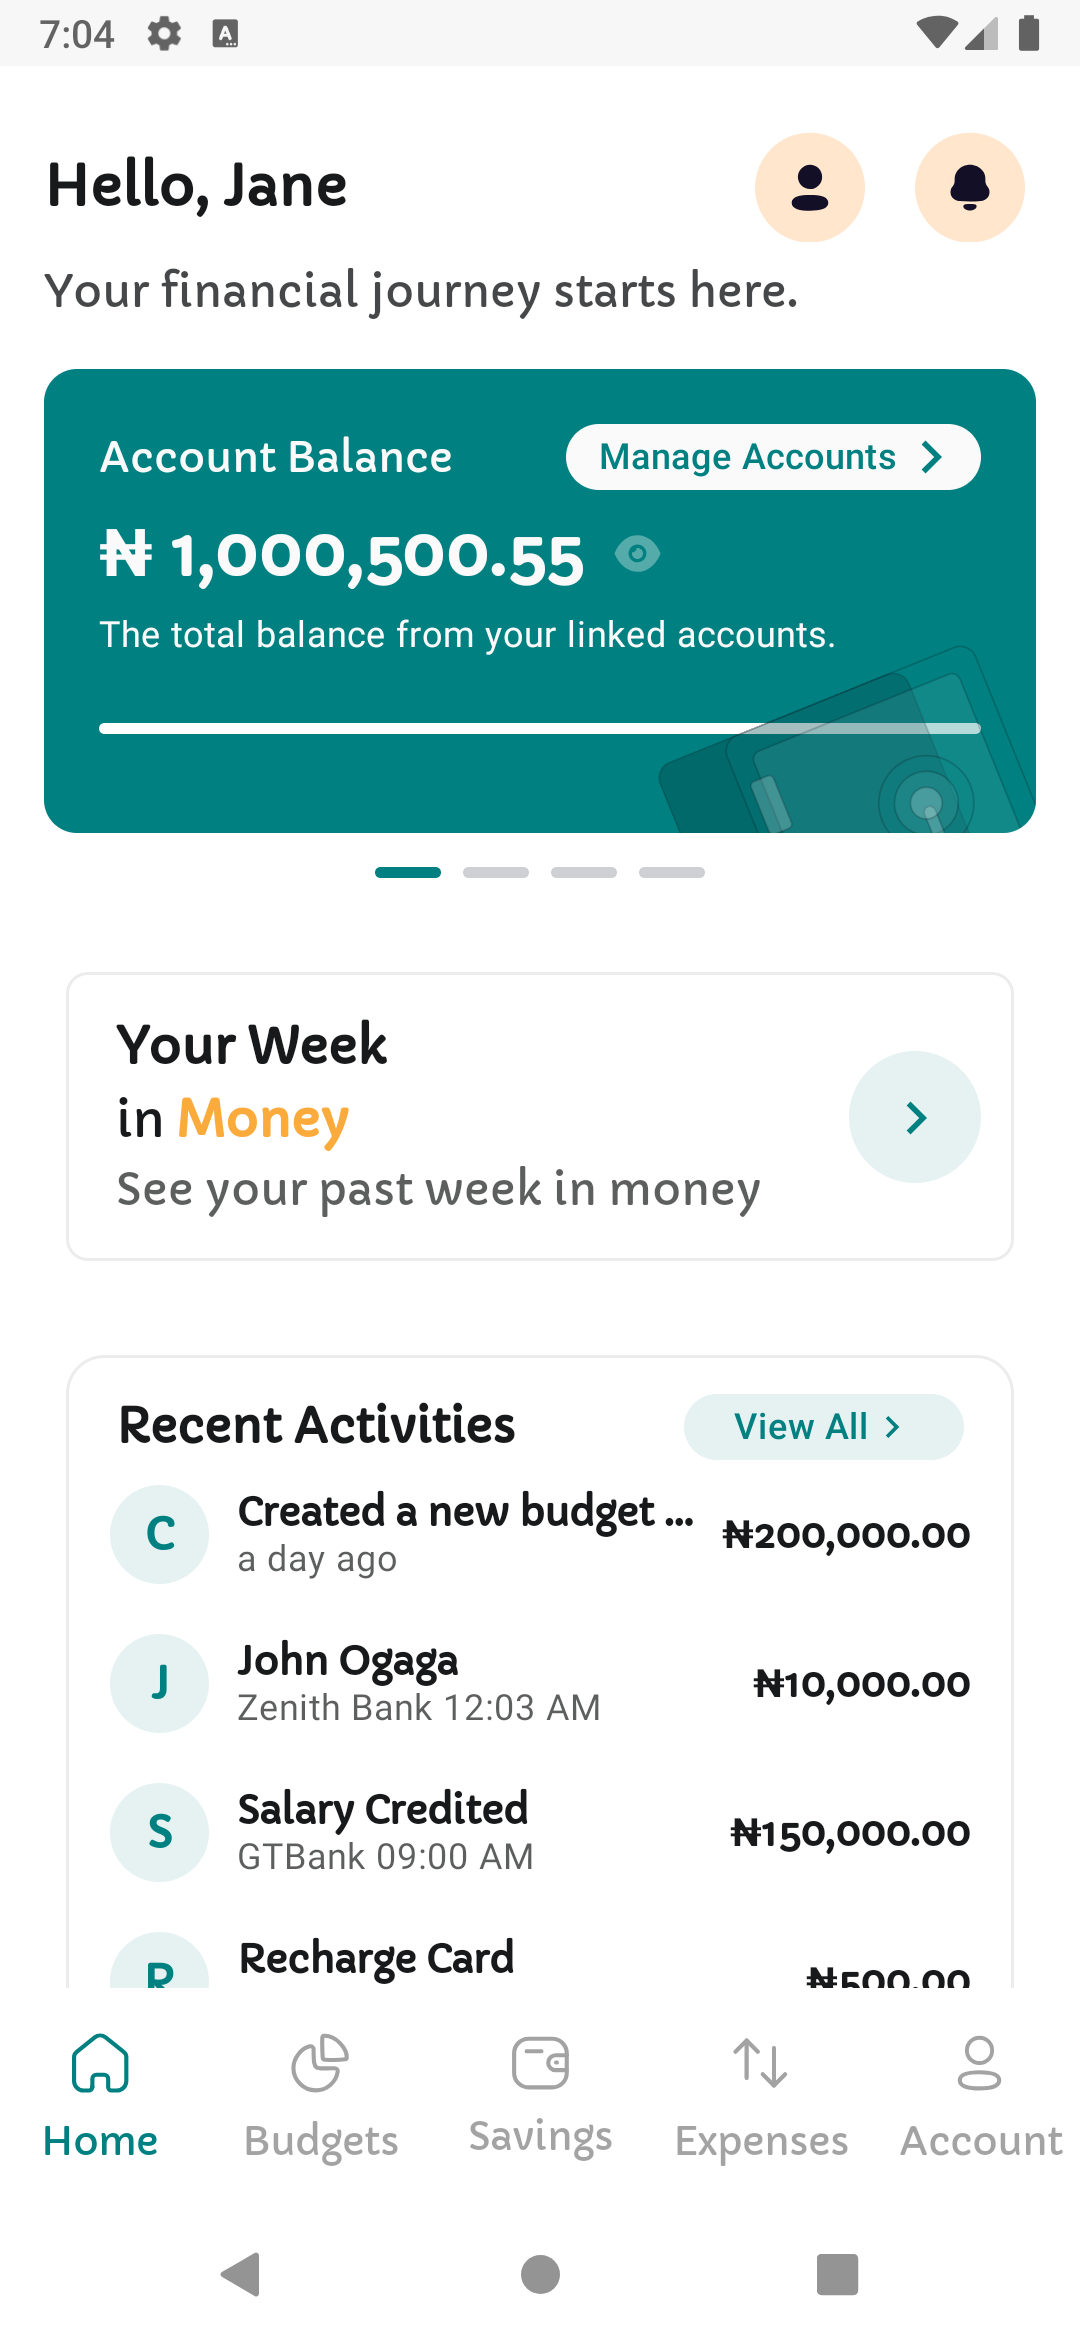 7:04
Hello, Jane
Your financial journey starts here.
Account Balance
Manage Accounts
₦ 1,000,500.55
The total balance from your linked accounts.
Your Week
in Money
See your past week in money
Recent Activities
View All
C
Created a new budget ...
a day ago
₦200,000.00
J
John Ogaga
Zenith Bank 12:03 AM
₦10,000.00
S
Salary Credited
GTBank 09:00 AM
₦150,000.00
R
Recharge Card
₦500.00
Home
Budgets
Savings
Expenses
Account